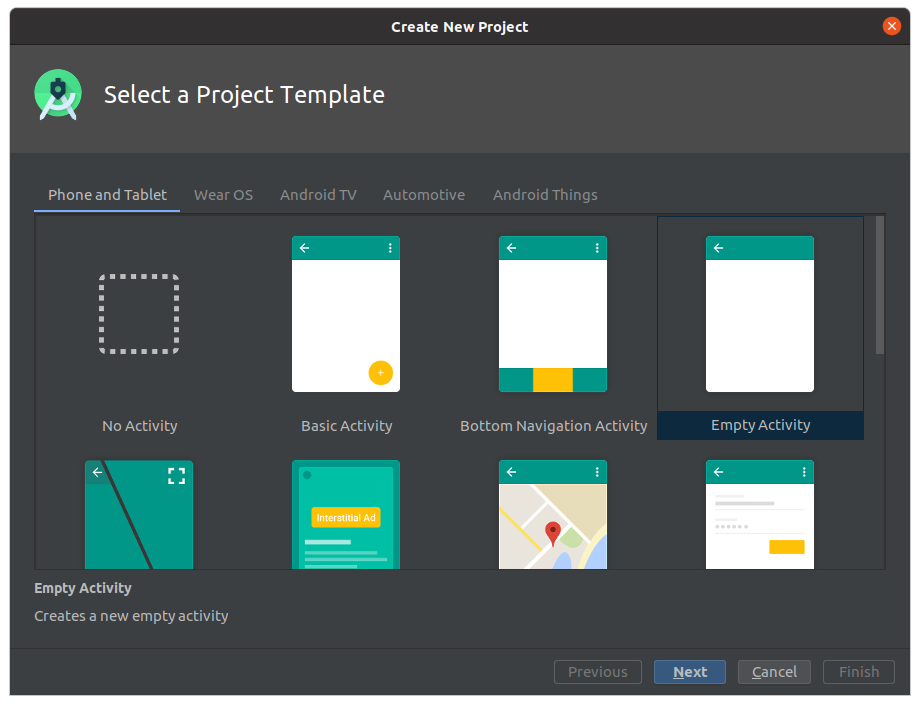 Create New Project
Select a Project Template
Phone and Tablet Wear OS Android TV Automotive Android Things
No Activity Basic Activity Bottom Navigation Activity Empty Activity
Interstitial Ad
Empty Activity
Creates a new empty activity
Previous Next Cancel Finish